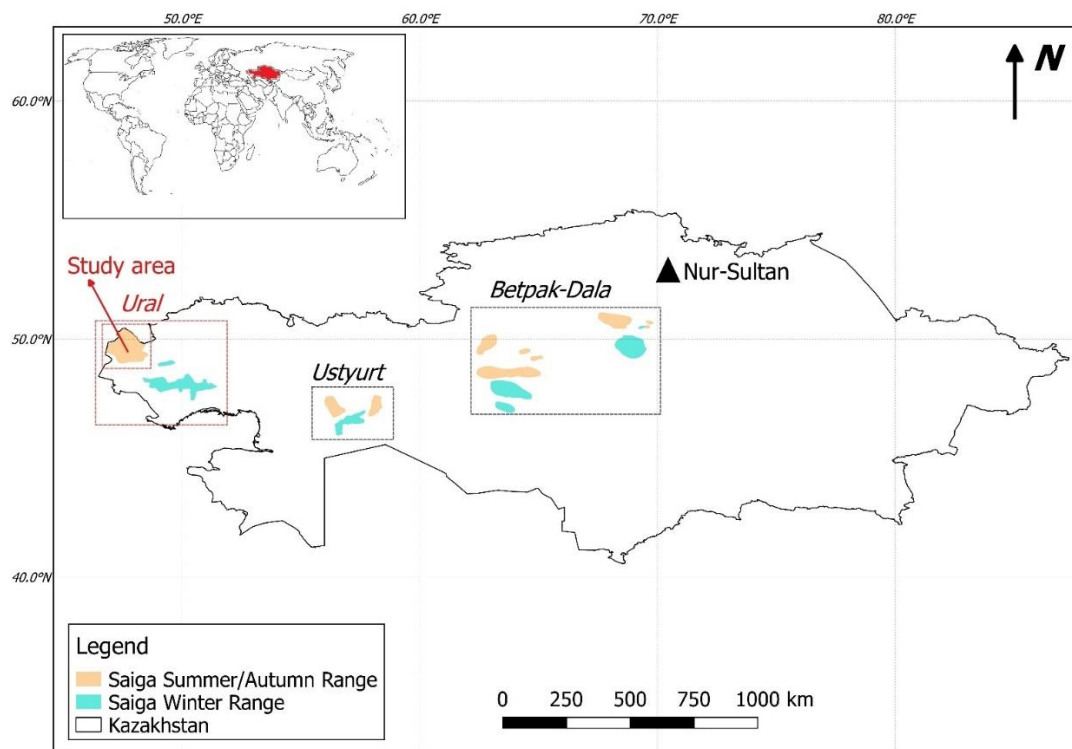 50.0°E
60.0°E
70.0°E
80.0°E
N
60.0°N
Study area
Ural
Betpak-Dala
Nur-Sultan
50.0°N
Ustyurt
40.0°N
Legend
Saiga Summer/Autumn Range
Saiga Winter Range
Kazakhstan
0 250 500 750 1000 km